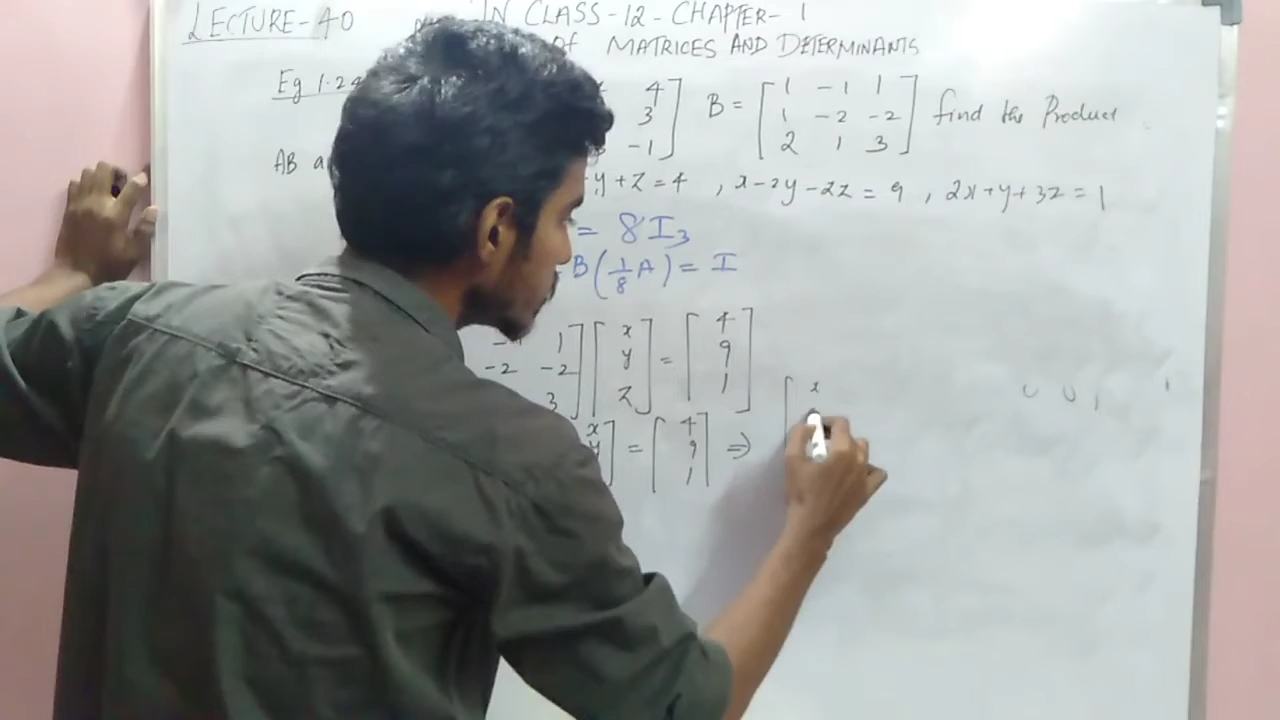 LECTURE-40 IN CLASS-12-CHAPTER-1
Of MATRICES AND DETERMINANTS
Eg 1.24 4 3 -1 ] B = [ 1 -1 1 1 -2 -2 2 1 3 ] find the Product
AB y+z=4 , x-2y-2z=9 , 2x+y+3z=1
= 8I₃
B(1/8 A) = I
1 -2 -2 3 ] [ x y z ] = [ 4 9 1 ]
x y ] = [ 4 9 1 ] ⇒ [ x